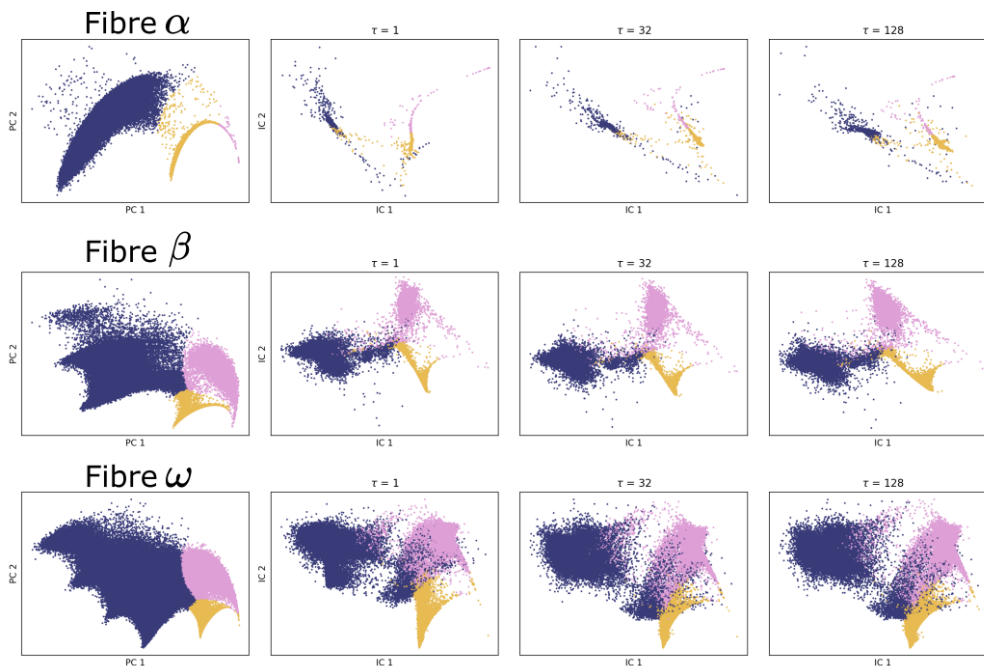 Fibre α
τ = 1
τ = 32
τ = 128
PC 2
IC 2
PC 1
IC 1
IC 1
IC 1
Fibre β
τ = 1
τ = 32
τ = 128
PC 2
IC 2
PC 1
IC 1
IC 1
IC 1
Fibre ω
τ = 1
τ = 32
τ = 128
PC 2
IC 2
PC 1
IC 1
IC 1
IC 1